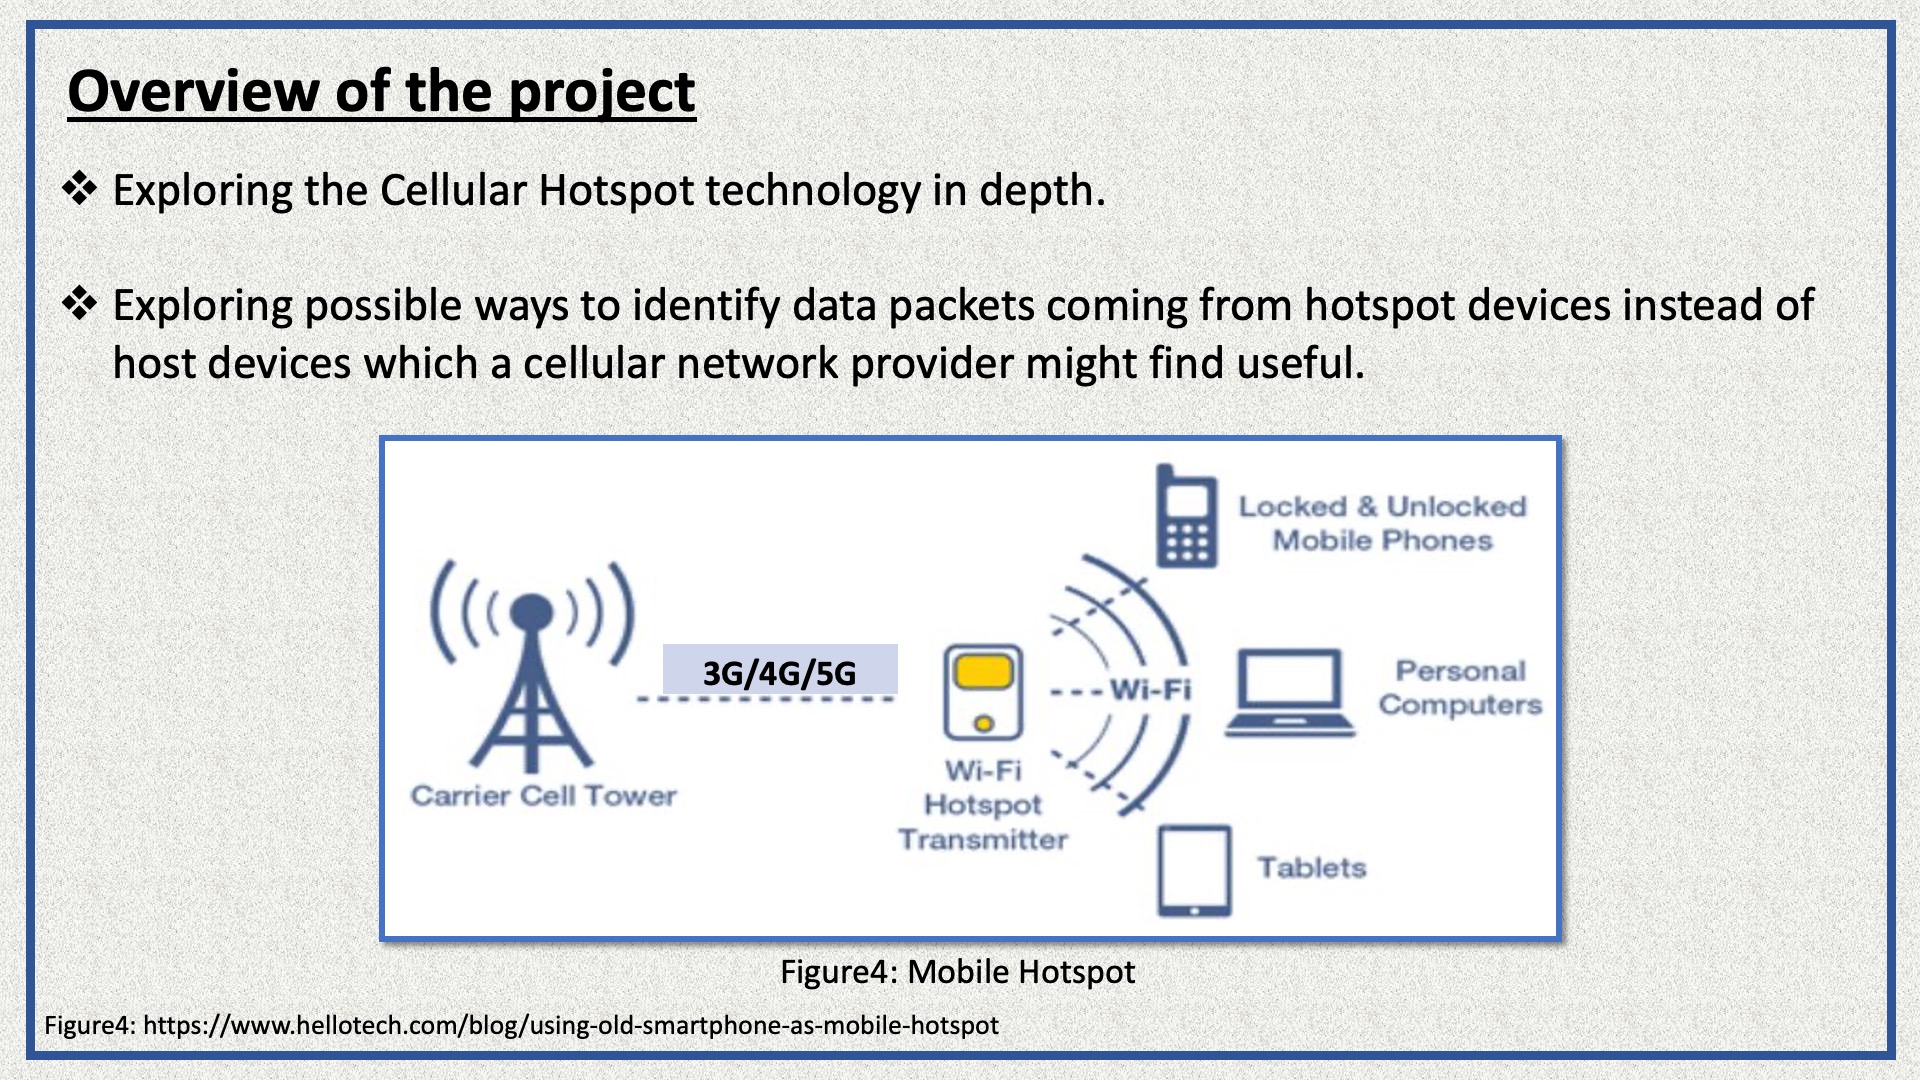 Overview of the project
❖ Exploring the Cellular Hotspot technology in depth.
❖ Exploring possible ways to identify data packets coming from hotspot devices instead of
host devices which a cellular network provider might find useful.
Locked & Unlocked
Mobile Phones
3G/4G/5G
Wi-Fi
Personal
Computers
Carrier Cell Tower
Wi-Fi
Hotspot
Transmitter
Tablets
Figure4: Mobile Hotspot
Figure4: https://www.hellotech.com/blog/using-old-smartphone-as-mobile-hotspot